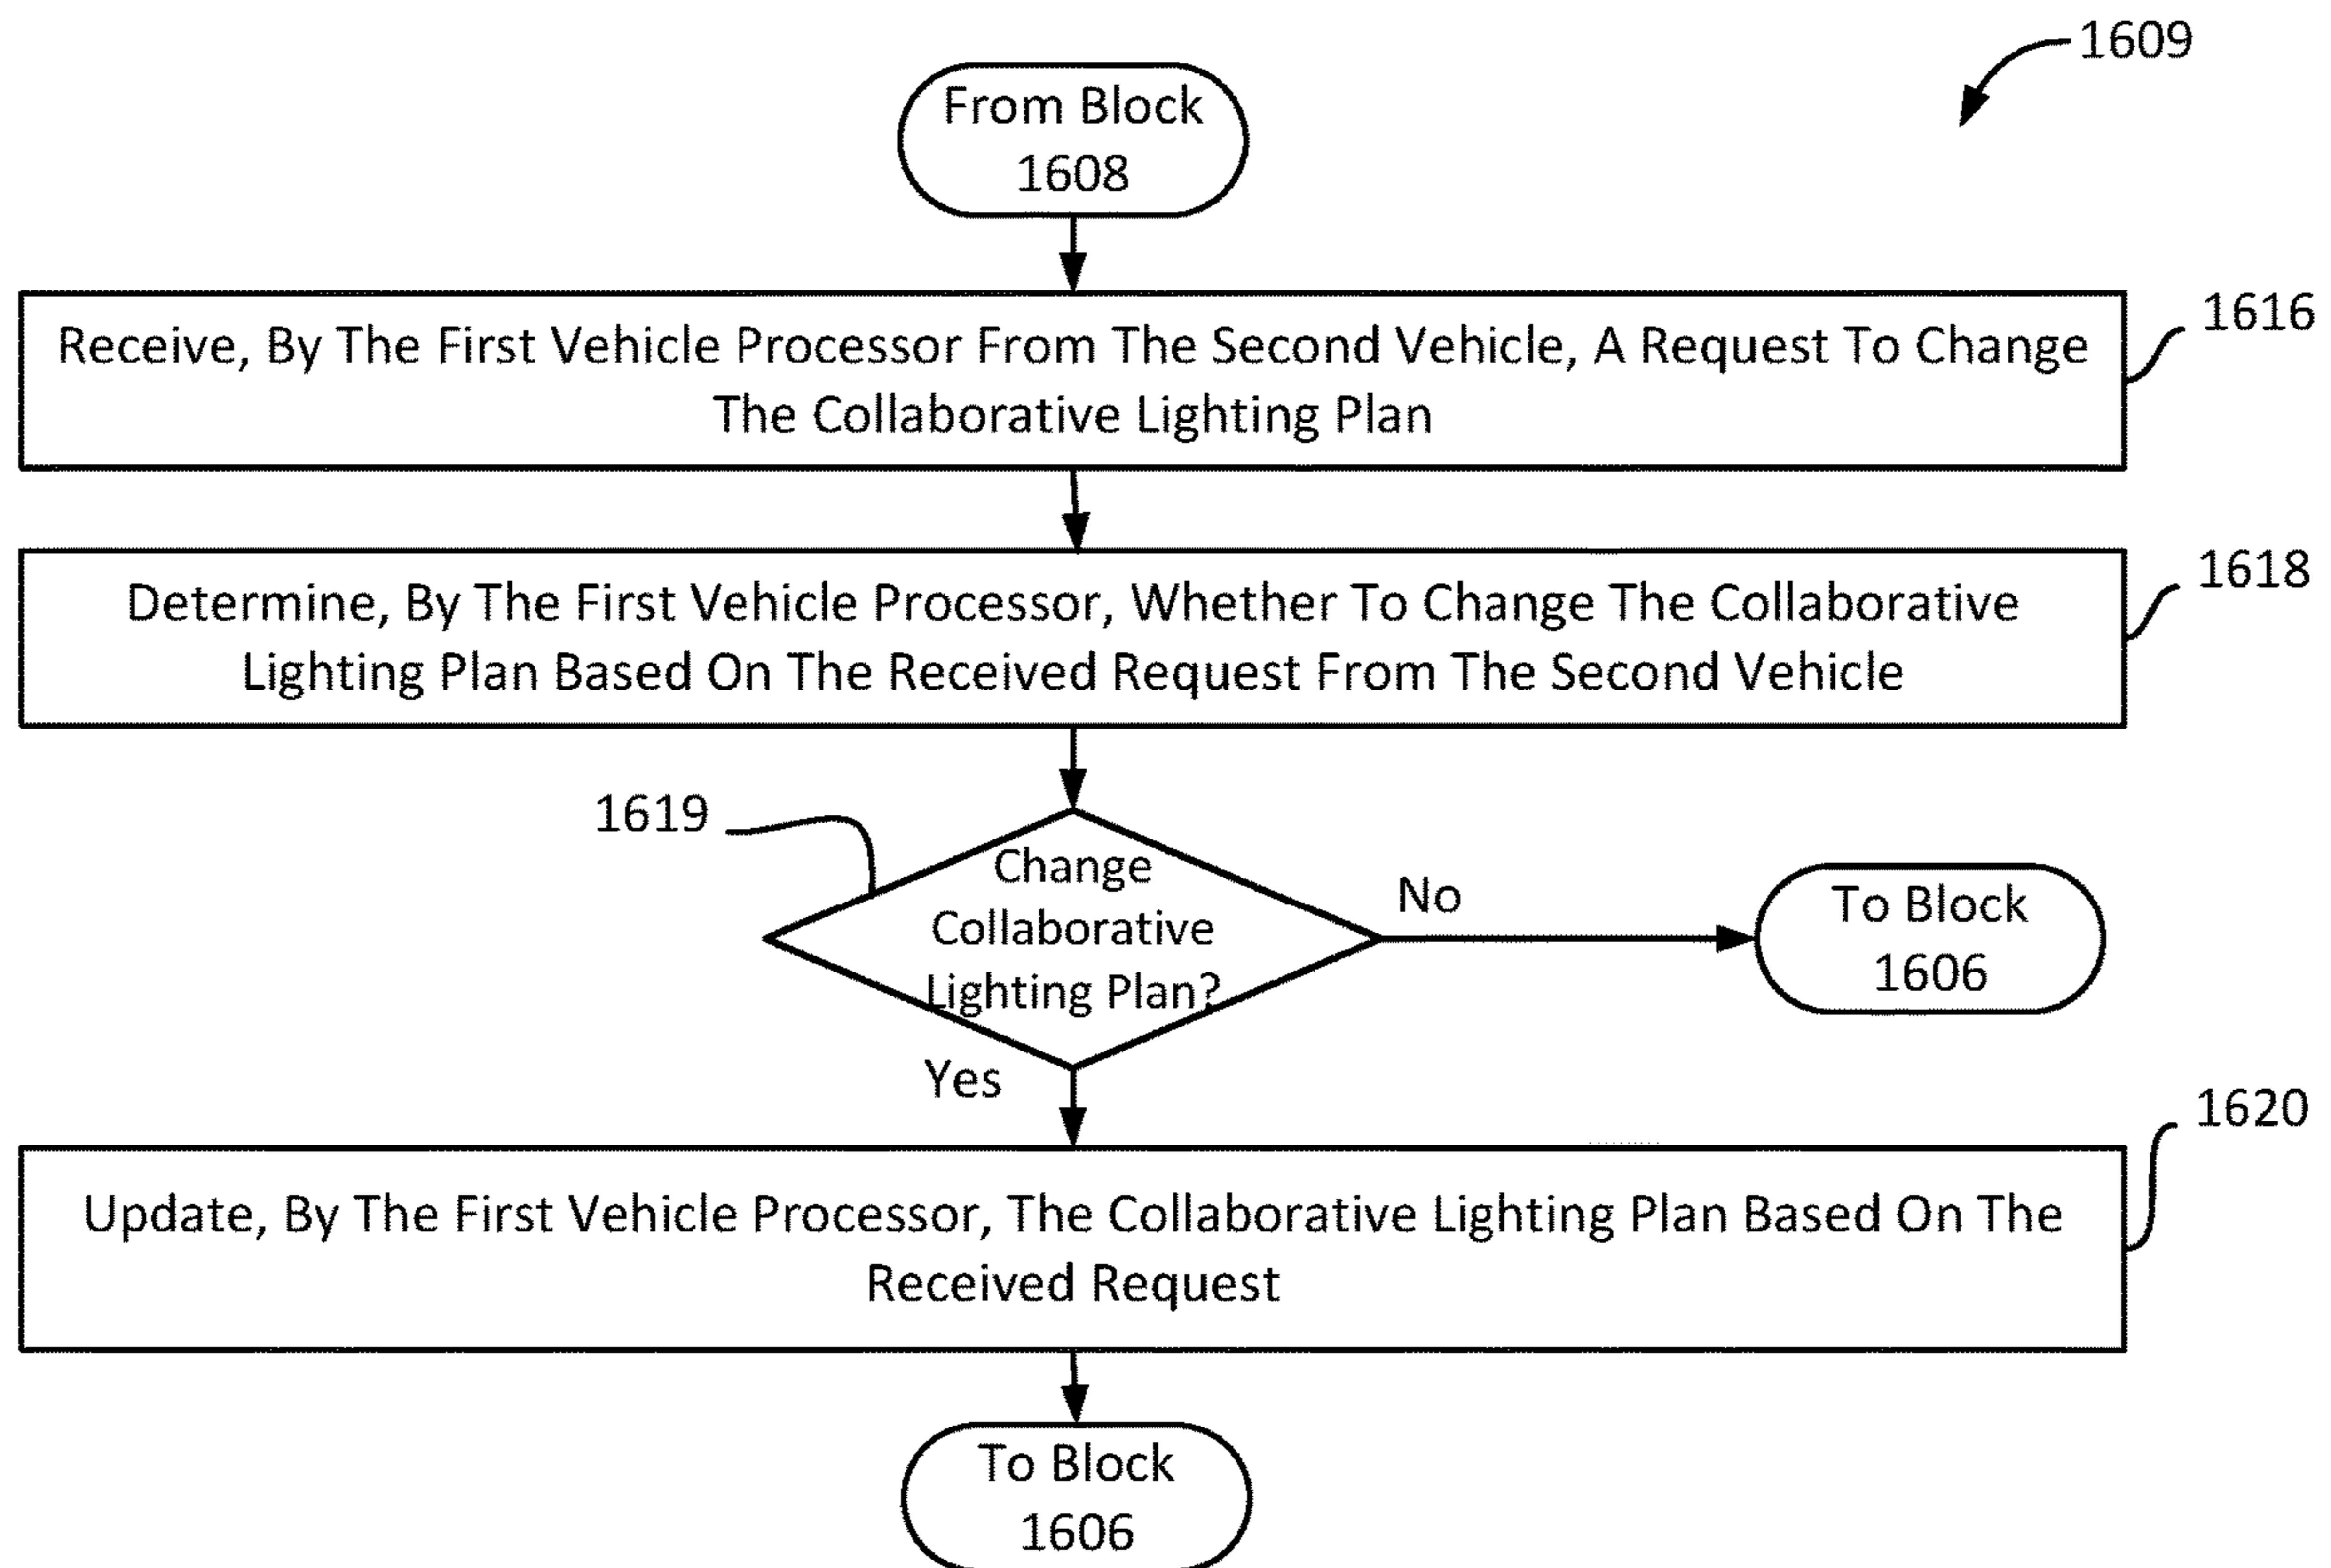 1609
From Block
1608
Receive, By The First Vehicle Processor From The Second Vehicle, A Request To Change
The Collaborative Lighting Plan
1616
Determine, By The First Vehicle Processor, Whether To Change The Collaborative
Lighting Plan Based On The Received Request From The Second Vehicle
1618
1619
Change
Collaborative
Lighting Plan?
No
To Block
1606
Yes
Update, By The First Vehicle Processor, The Collaborative Lighting Plan Based On The
Received Request
1620
To Block
1606